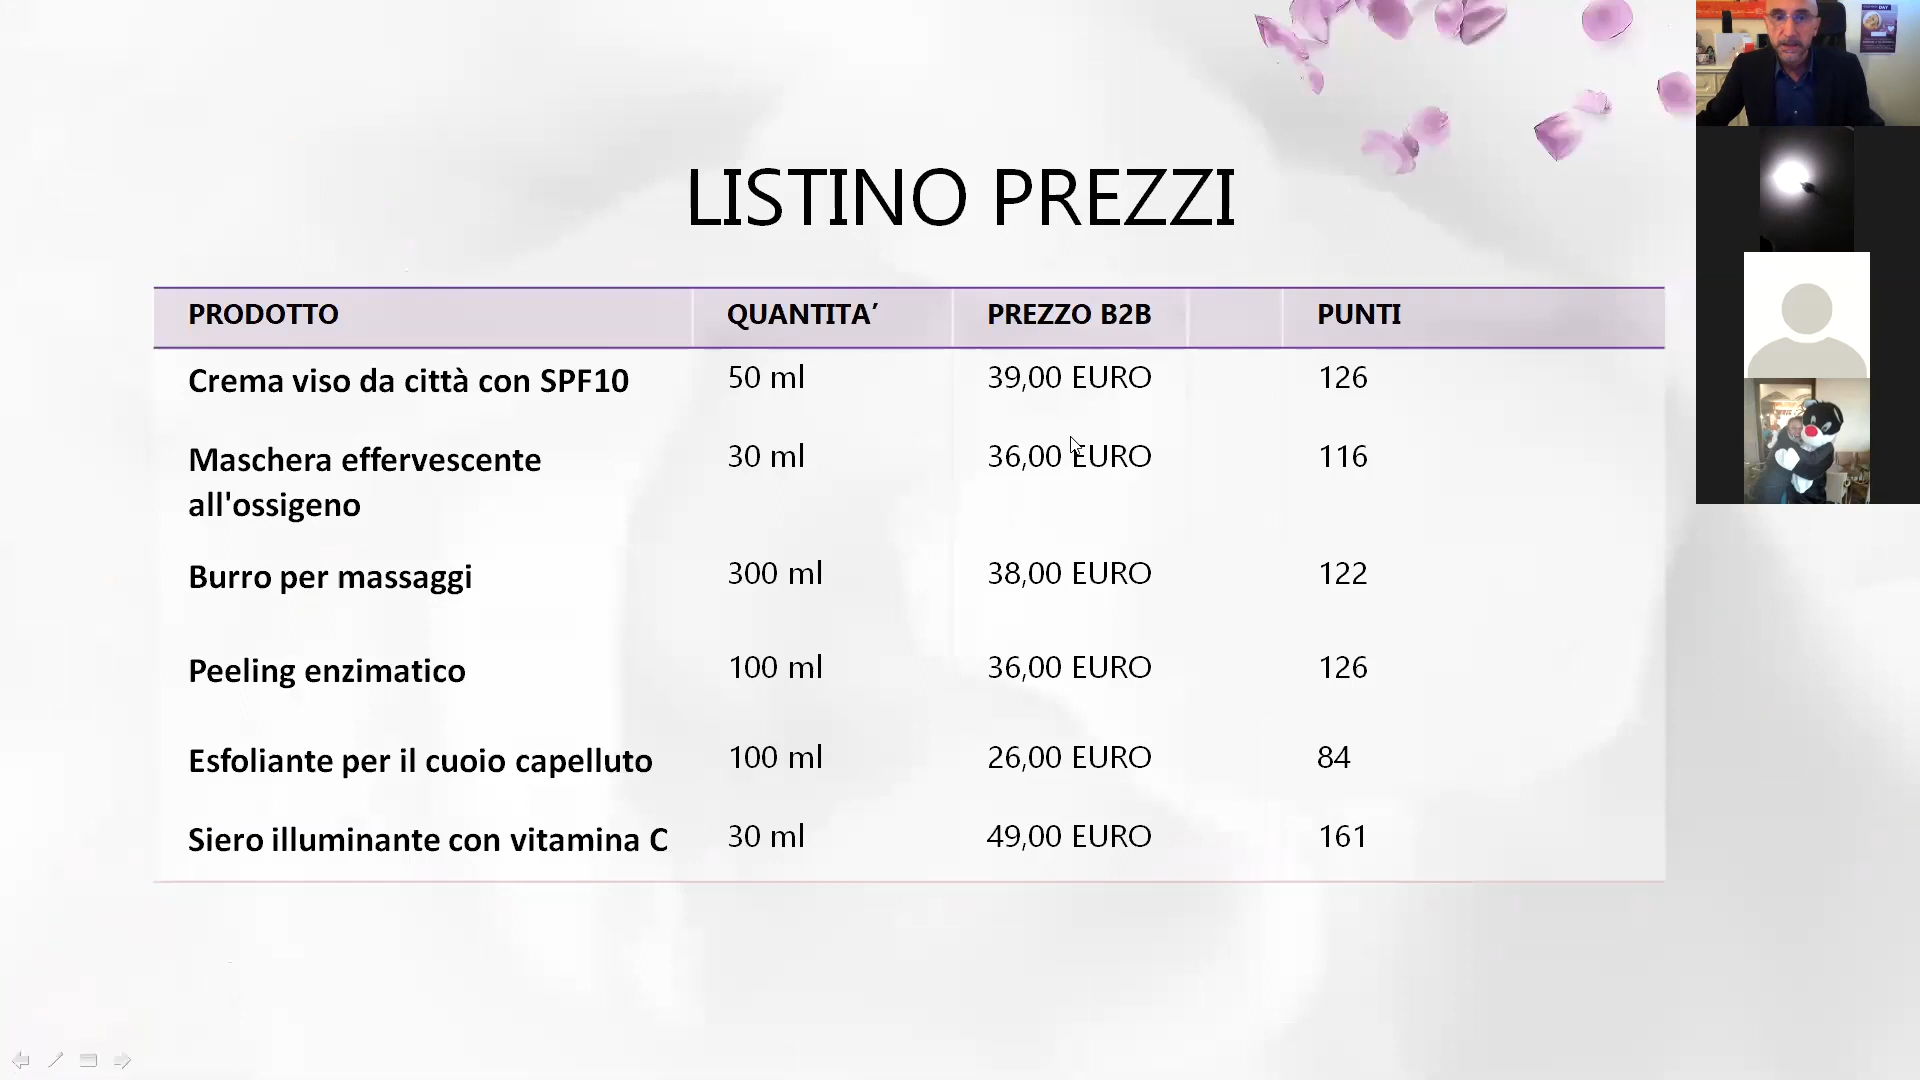 LISTINO PREZZI
PRODOTTO QUANTITA’ PREZZO B2B PUNTI
Crema viso da città con SPF10 50 ml 39,00 EURO 126
Maschera effervescente 30 ml 36,00 EURO 116
all'ossigeno
Burro per massaggi 300 ml 38,00 EURO 122
Peeling enzimatico 100 ml 36,00 EURO 126
Esfoliante per il cuoio capelluto 100 ml 26,00 EURO 84
Siero illuminante con vitamina C 30 ml 49,00 EURO 161
DAY